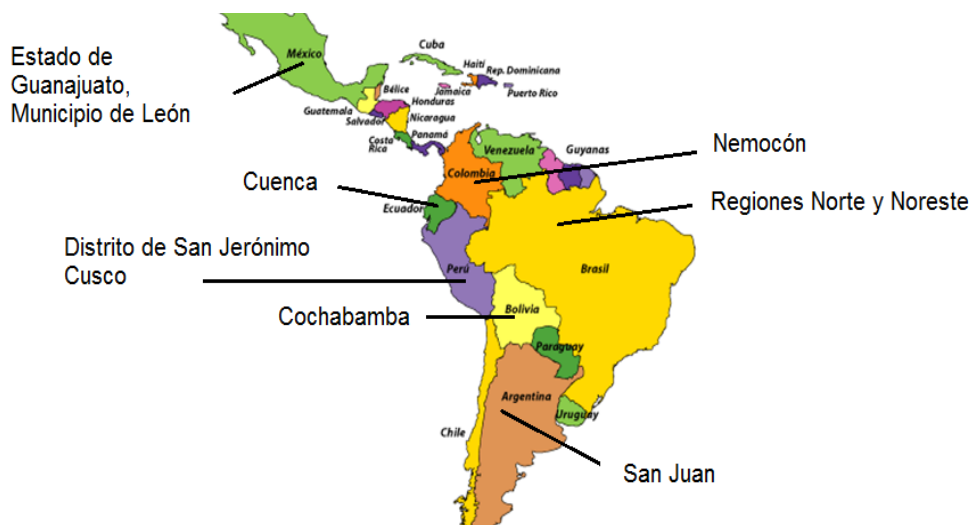 Estado de
Guanajuato,
Municipio de León
México
Cuba
Haití
Rep. Dominicana
Jamaica
Puerto Rico
Bélice
Guatemala
Honduras
Salvador
Nicaragua
Costa
Rica
Panamá
Venezuela
Guyanas
Nemocón
Colombia
Cuenca
Ecuador
Regiones Norte y Noreste
Distrito de San Jerónimo
Cusco
Perú
Brasil
Cochabamba
Bolivia
Paraguay
Argentina
Uruguay
Chile
San Juan